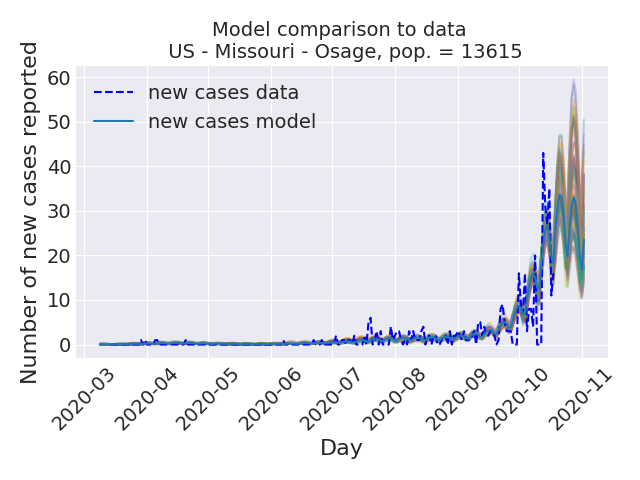 Model comparison to data
US - Missouri - Osage, pop. = 13615
Number of new cases reported
60
50
40
30
20
10
0
new cases data
new cases model
2020-03
2020-04
2020-05
2020-06
2020-07
2020-08
2020-09
2020-10
2020-11
Day